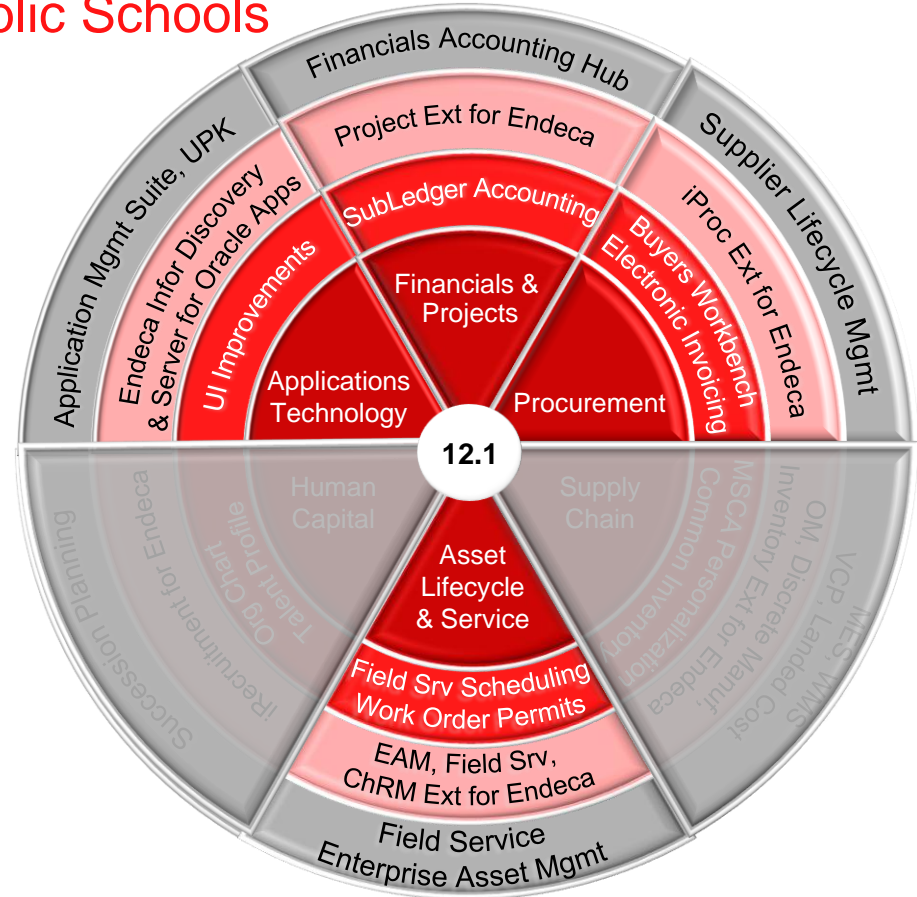 Schools
Financials Accounting Hub
Project Ext for Endeca
SubLedger Accounting
Financials &
Projects
Supplier Lifecycle Mgmt
iProc Ext for Endeca
Buyers Workbench
Electronic Invoicing
Procurement
Application Mgmt Suite, UPK
Endeca Infor Discovery
& Server for Oracle Apps
UI Improvements
Applications
Technology
12.1
Human
Capital
Org Chart
Talent Profile
iRecruitment for Endeca
Succession Planning
Supply
Chain
MSCA Personalization
Common Inventory
OM, Discrete Manuf,
Inventory Ext for Endeca
MES, WMS
VCP, Landed Cost
Asset
Lifecycle
& Service
Field Srv Scheduling
Work Order Permits
EAM, Field Srv,
ChRM Ext for Endeca
Field Service
Enterprise Asset Mgmt